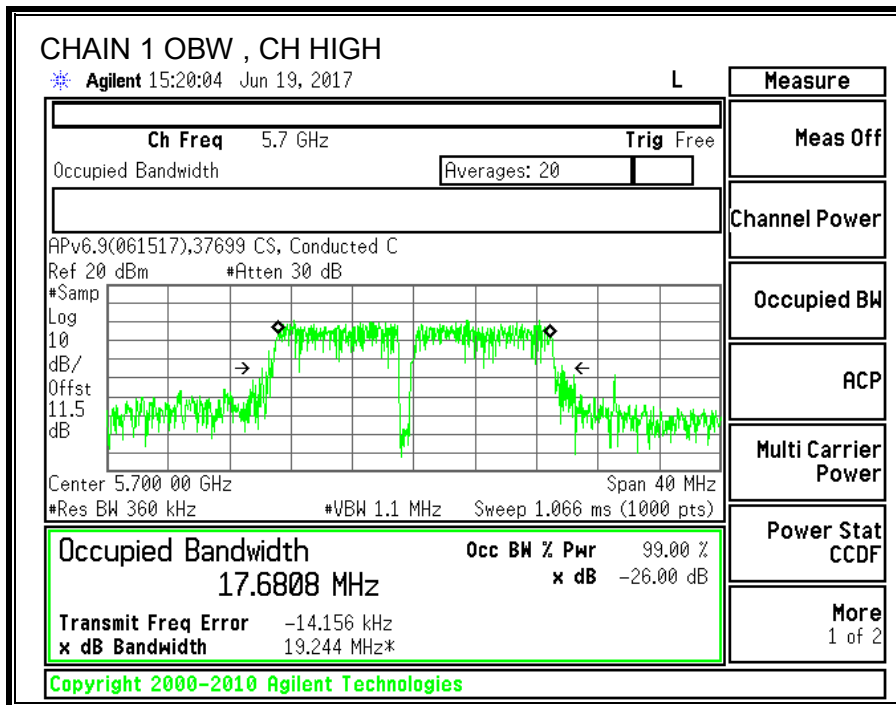 CHAIN 1 OBW , CH HIGH
Agilent 15:20:04 Jun 19, 2017 L
Measure
Ch Freq 5.7 GHz Trig Free
Meas Off
Occupied Bandwidth Averages: 20
Channel Power
APv6.9(061517),37699 CS, Conducted C
Ref 20 dBm #Atten 30 dB
#Samp
Log
10
dB/
Offst
11.5
dB
Occupied BW
ACP
Multi Carrier
Power
Center 5.700 00 GHz Span 40 MHz
#Res BW 360 kHz #VBW 1.1 MHz Sweep 1.066 ms (1000 pts)
Power Stat
CCDF
Occupied Bandwidth Occ BW % Pwr 99.00 %
17.6808 MHz x dB -26.00 dB
Transmit Freq Error -14.156 kHz
x dB Bandwidth 19.244 MHz*
More
1 of 2
Copyright 2000-2010 Agilent Technologies